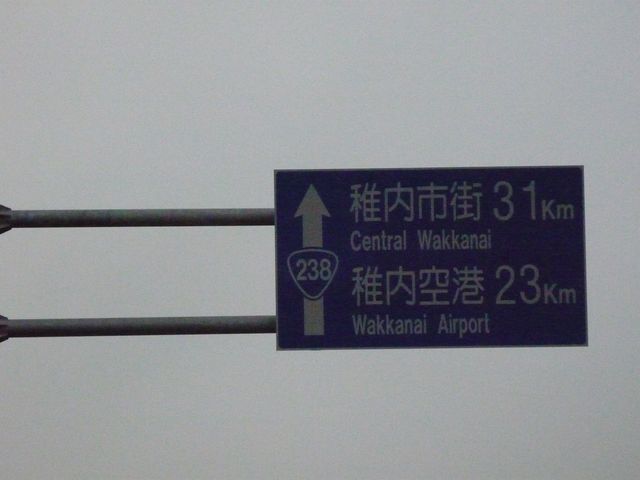 稚内市街 31Km
Central Wakkanai
238
稚内空港 23Km
Wakkanai Airport